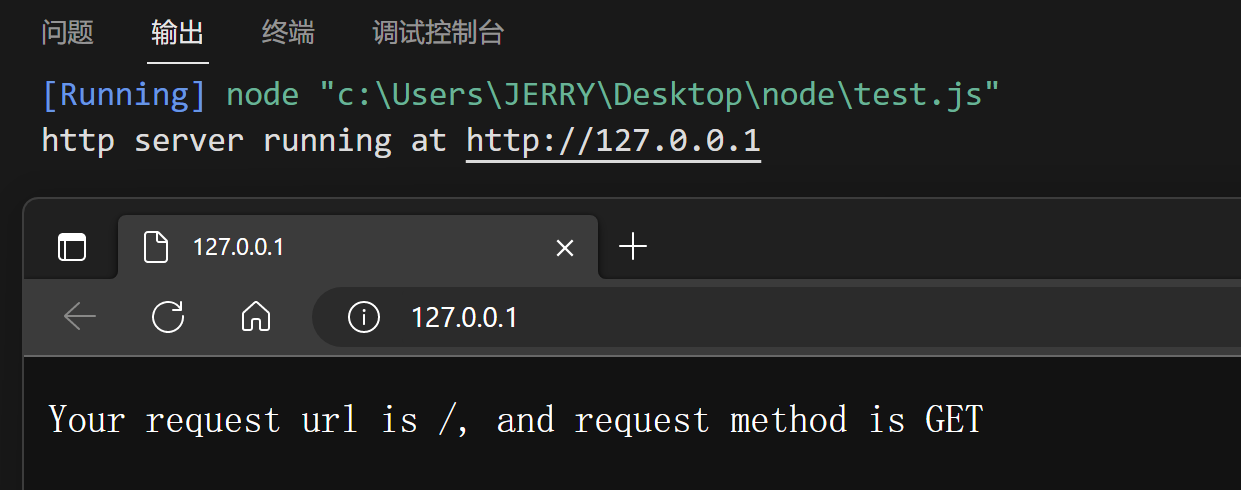 问题 输出 终端 调试控制台
[Running] node "c:\Users\JERRY\Desktop\node\test.js"
http server running at http://127.0.0.1
127.0.0.1
127.0.0.1
Your request url is /, and request method is GET